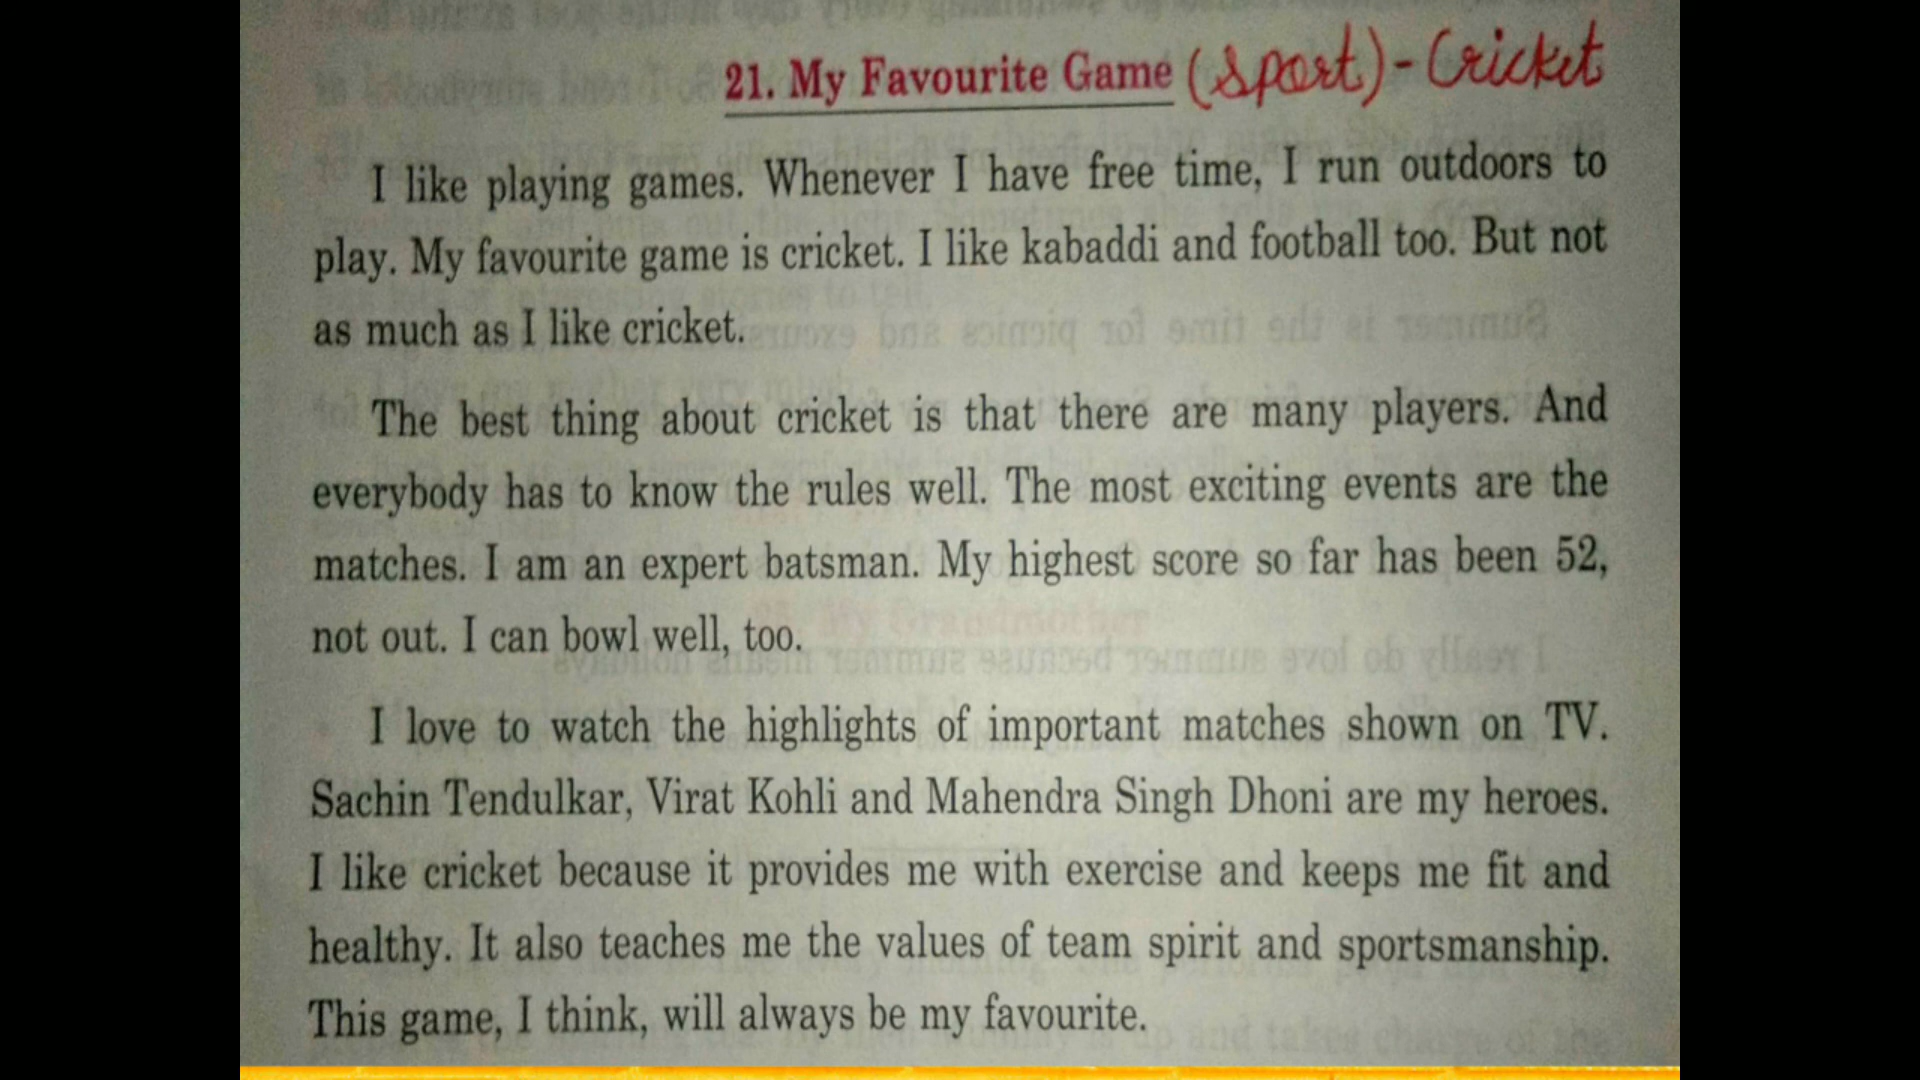 21. My Favourite Game (Sport) - Cricket
I like playing games. Whenever I have free time, I run outdoors to
play. My favourite game is cricket. I like kabaddi and football too. But not
as much as I like cricket.
The best thing about cricket is that there are many players. And
everybody has to know the rules well. The most exciting events are the
matches. I am an expert batsman. My highest score so far has been 52,
not out. I can bowl well, too.
I love to watch the highlights of important matches shown on TV.
Sachin Tendulkar, Virat Kohli and Mahendra Singh Dhoni are my heroes.
I like cricket because it provides me with exercise and keeps me fit and
healthy. It also teaches me the values of team spirit and sportsmanship.
This game, I think, will always be my favourite.